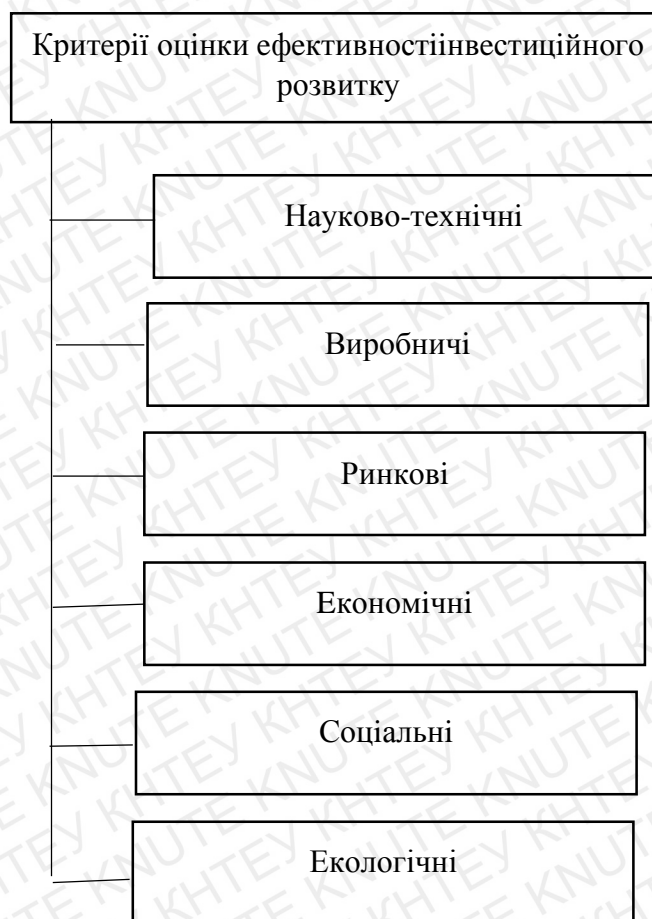 Критерії оцінки ефективностіінвестиційного
розвитку
Науково-технічні
Виробничі
Ринкові
Економічні
Соціальні
Екологічні